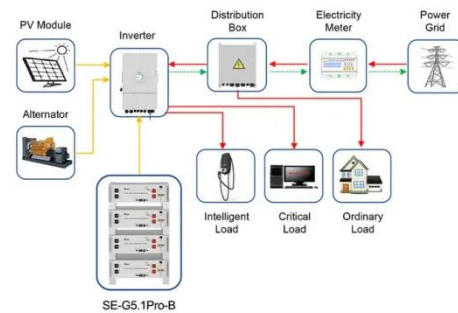 PV Module
Inverter
Distribution
Box
Electricity
Meter
Power
Grid
Alternator
Intelligent
Load
Critical
Load
Ordinary
Load
SE-G5.1Pro-B